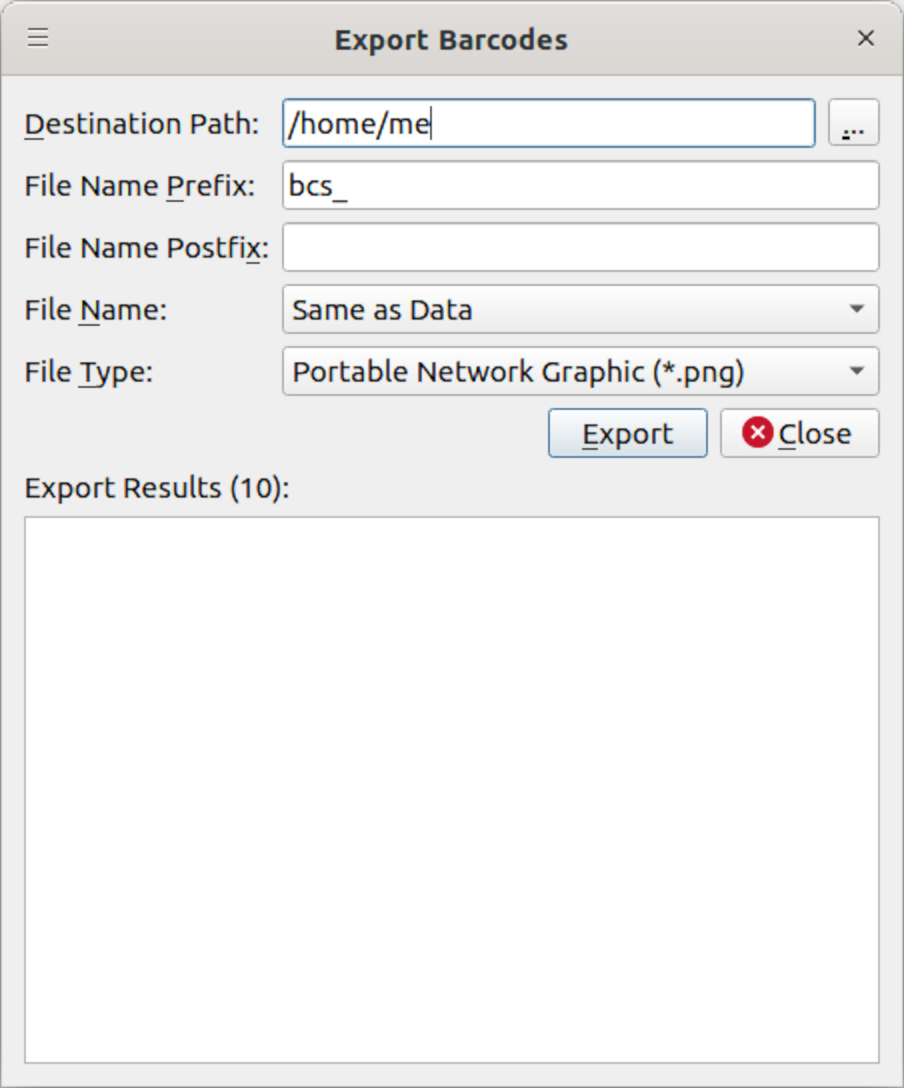 Export Barcodes
Destination Path: /home/me ...
File Name Prefix: bcs_
File Name Postfix:
File Name: Same as Data
File Type: Portable Network Graphic (*.png)
Export Close
Export Results (10):